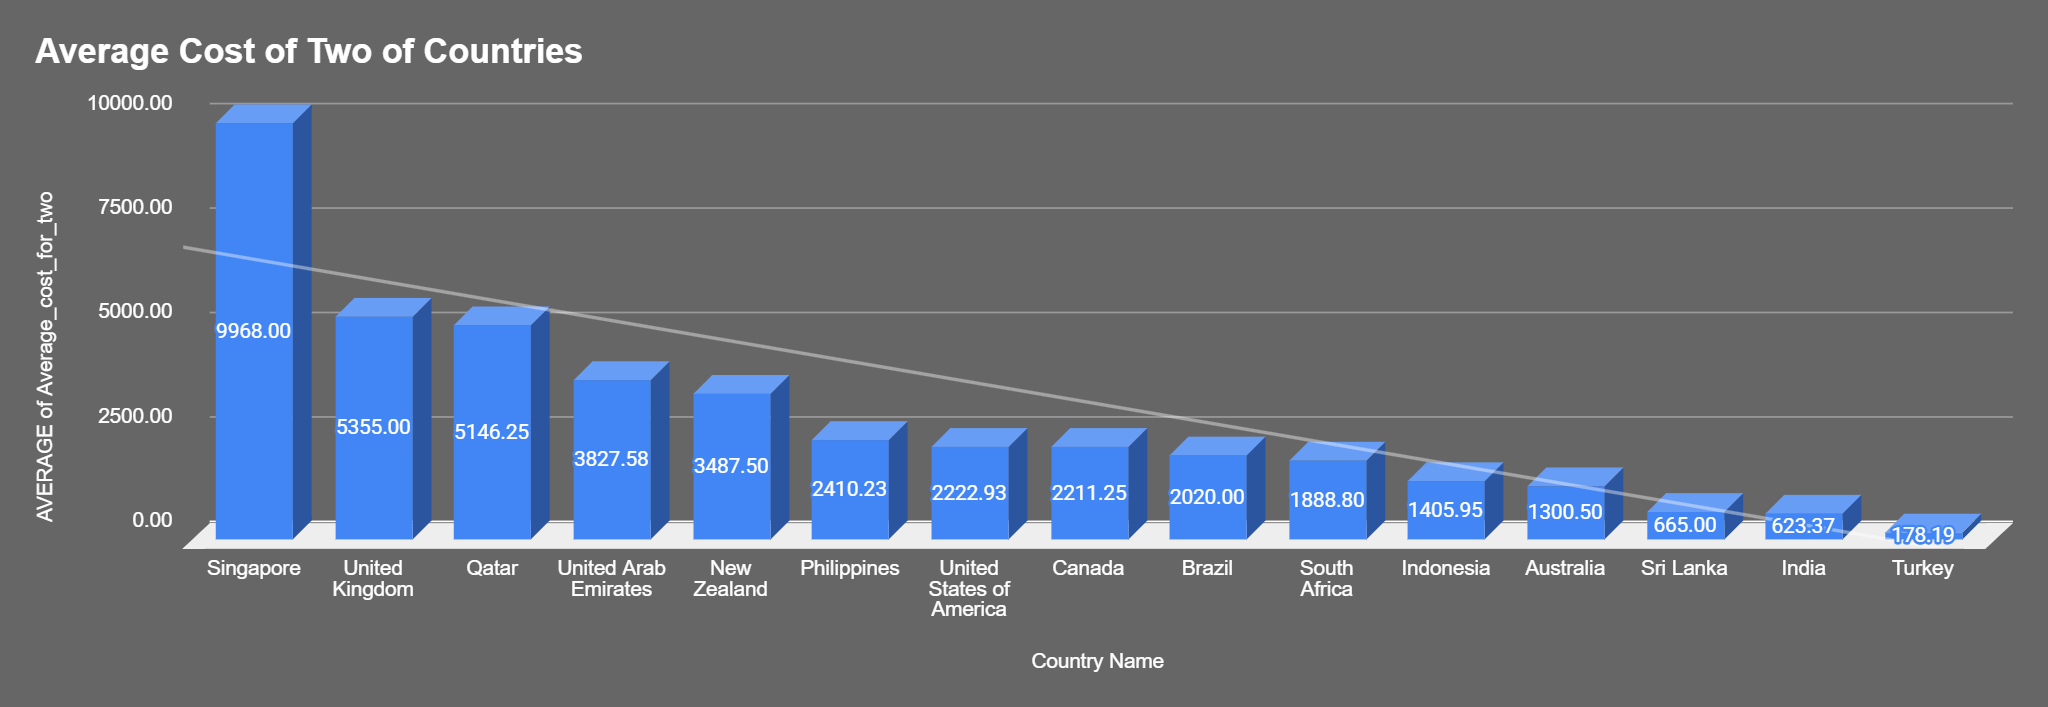 Average Cost of Two of Countries
AVERAGE of Average_cost_for_two
10000.00
7500.00
5000.00
2500.00
0.00
9968.00
5355.00
5146.25
3827.58
3487.50
2410.23
2222.93
2211.25
2020.00
1888.80
1405.95
1300.50
665.00
623.37
178.19
Singapore
United
Kingdom
Qatar
United Arab
Emirates
New
Zealand
Philippines
United
States of
America
Canada
Brazil
South
Africa
Indonesia
Australia
Sri Lanka
India
Turkey
Country Name